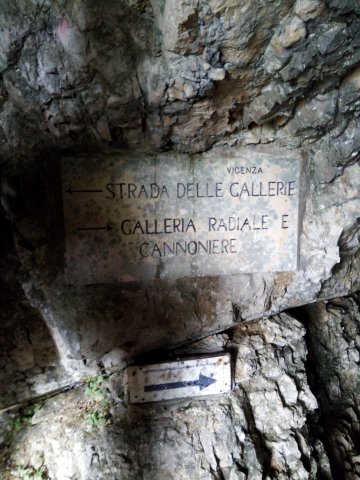 VICENZA
← STRADA DELLE GALLERIE
→ GALLERIA RADIALE E
CANNONIERE
→